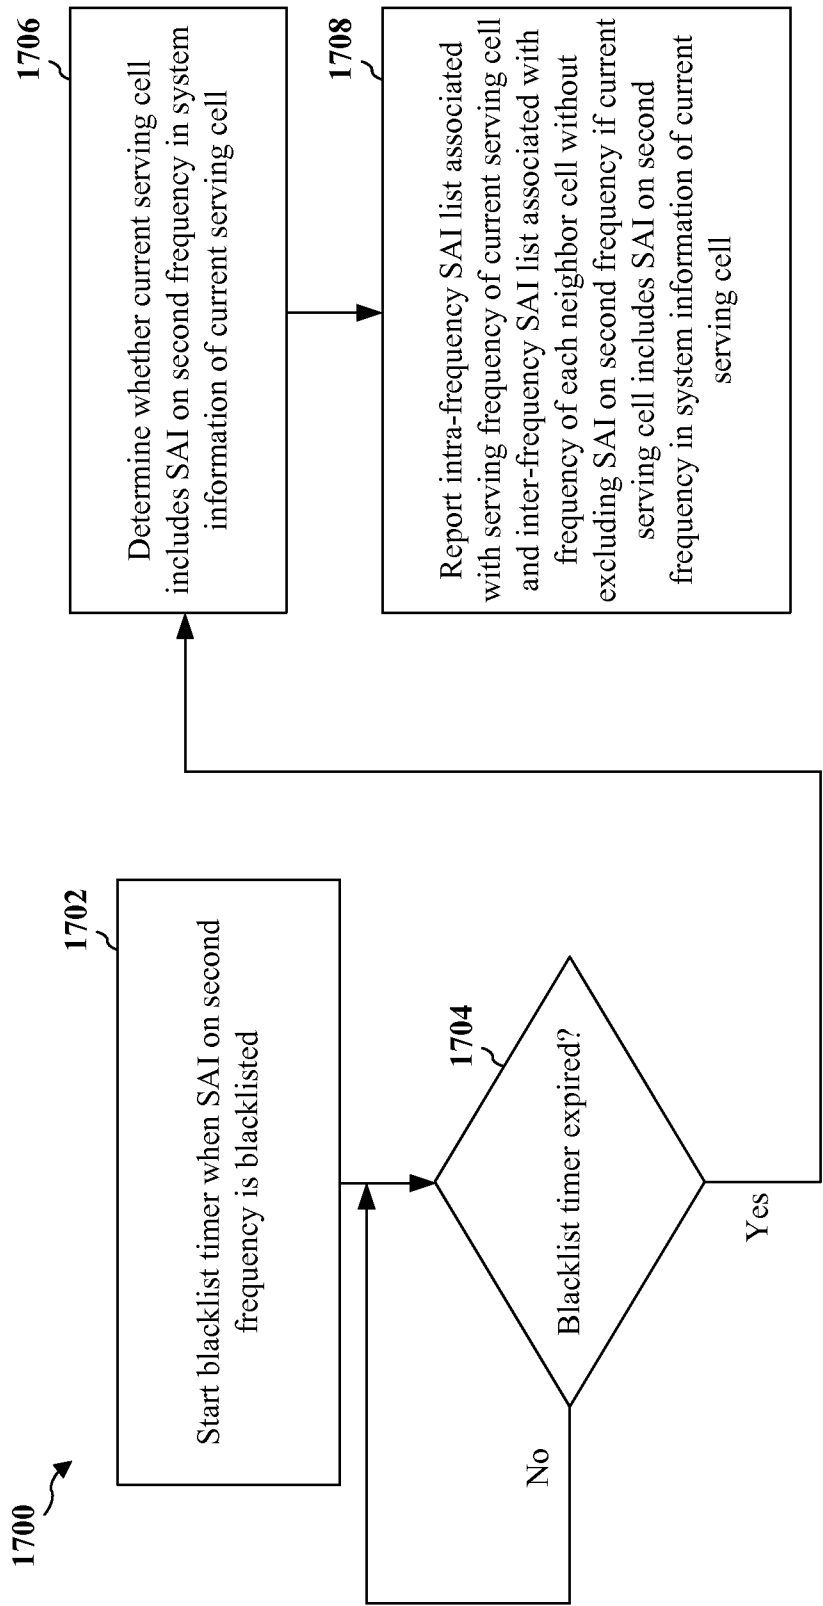 1700
1702
Start blacklist timer when SAI on second
frequency is blacklisted
1704
Blacklist timer expired?
No
Yes
1706
Determine whether current serving cell
includes SAI on second frequency in system
information of current serving cell
1708
Report intra-frequency SAI list associated
with serving frequency of current serving cell
and inter-frequency SAI list associated with
frequency of each neighbor cell without
excluding SAI on second frequency if current
serving cell includes SAI on second
frequency in system information of current
serving cell